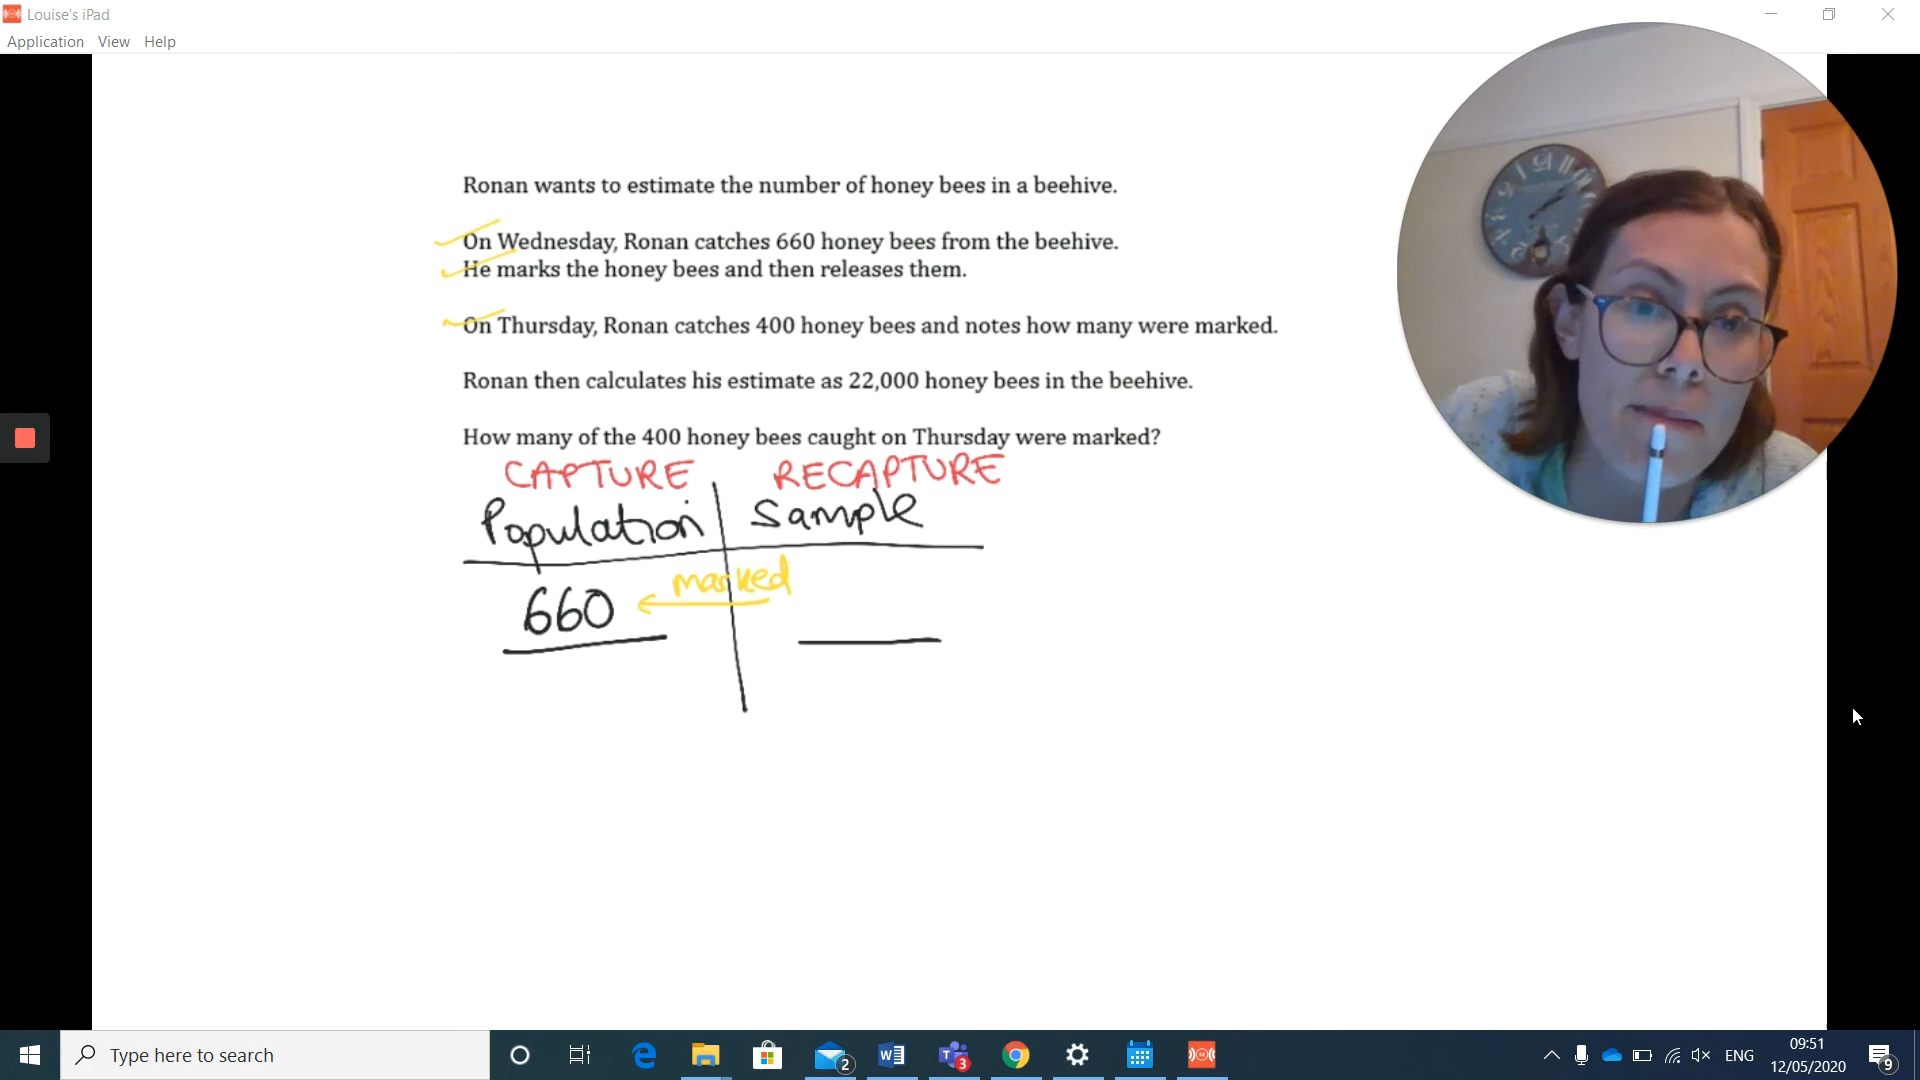 Louise's iPad
Application View Help
Ronan wants to estimate the number of honey bees in a beehive.
On Wednesday, Ronan catches 660 honey bees from the beehive.
He marks the honey bees and then releases them.
On Thursday, Ronan catches 400 honey bees and notes how many were marked.
Ronan then calculates his estimate as 22,000 honey bees in the beehive.
How many of the 400 honey bees caught on Thursday were marked?
CAPTURE RECAPTURE
Population Sample
marked
660
Type here to search
2
W
T
3
ENG
09:51
12/05/2020
9